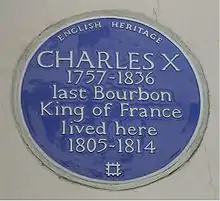 ENGLISH HERITAGE
CHARLES X
1757-1836
last Bourbon
King of France
lived here
1805-1814